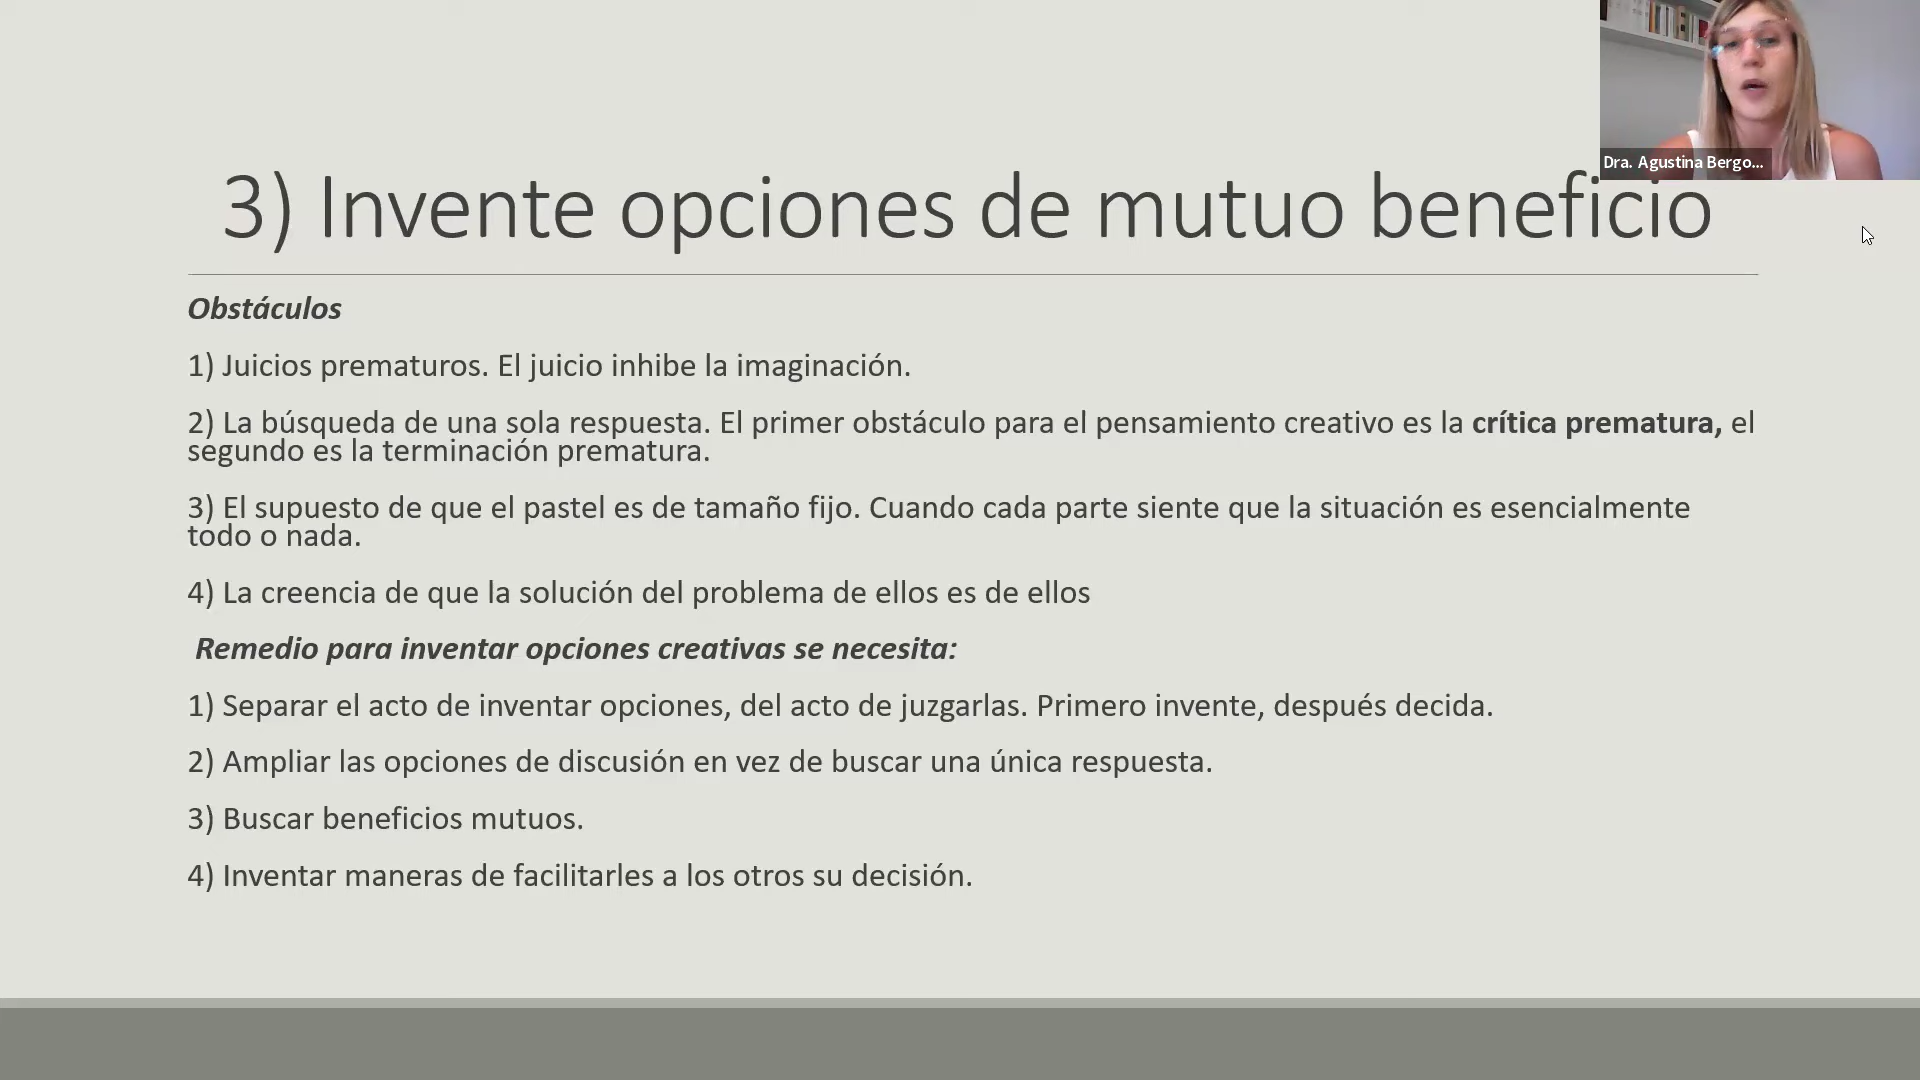 Dra. Agustina Bergo...
3) Invente opciones de mutuo beneficio
Obstáculos
1) Juicios prematuros. El juicio inhibe la imaginación.
2) La búsqueda de una sola respuesta. El primer obstáculo para el pensamiento creativo es la crítica prematura, el
segundo es la terminación prematura.
3) El supuesto de que el pastel es de tamaño fijo. Cuando cada parte siente que la situación es esencialmente
todo o nada.
4) La creencia de que la solución del problema de ellos es de ellos
Remedio para inventar opciones creativas se necesita:
1) Separar el acto de inventar opciones, del acto de juzgarlas. Primero invente, después decida.
2) Ampliar las opciones de discusión en vez de buscar una única respuesta.
3) Buscar beneficios mutuos.
4) Inventar maneras de facilitarles a los otros su decisión.